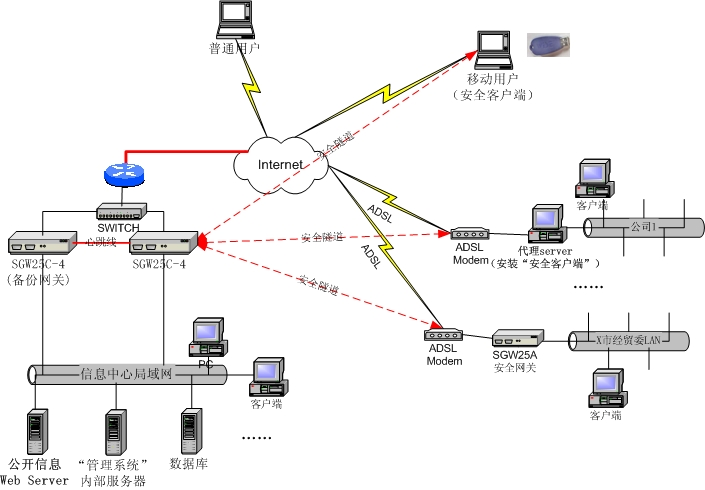 普通用户
移动用户
（安全客户端）
安全隧道
Internet
SWITCH
心跳线
SGW25C-4
(备份网关)
SGW25C-4
安全隧道
安全隧道
ADSL
ADSL
ADSL
Modem
代理server
(安装“安全客户端”)
客户端
公司1
……
ADSL
Modem
SGW25A
安全网关
X市经贸委LAN
客户端
PC
信息中心局域网
客户端
公开信息
Web Server
“管理系统”
内部服务器
数据库
……